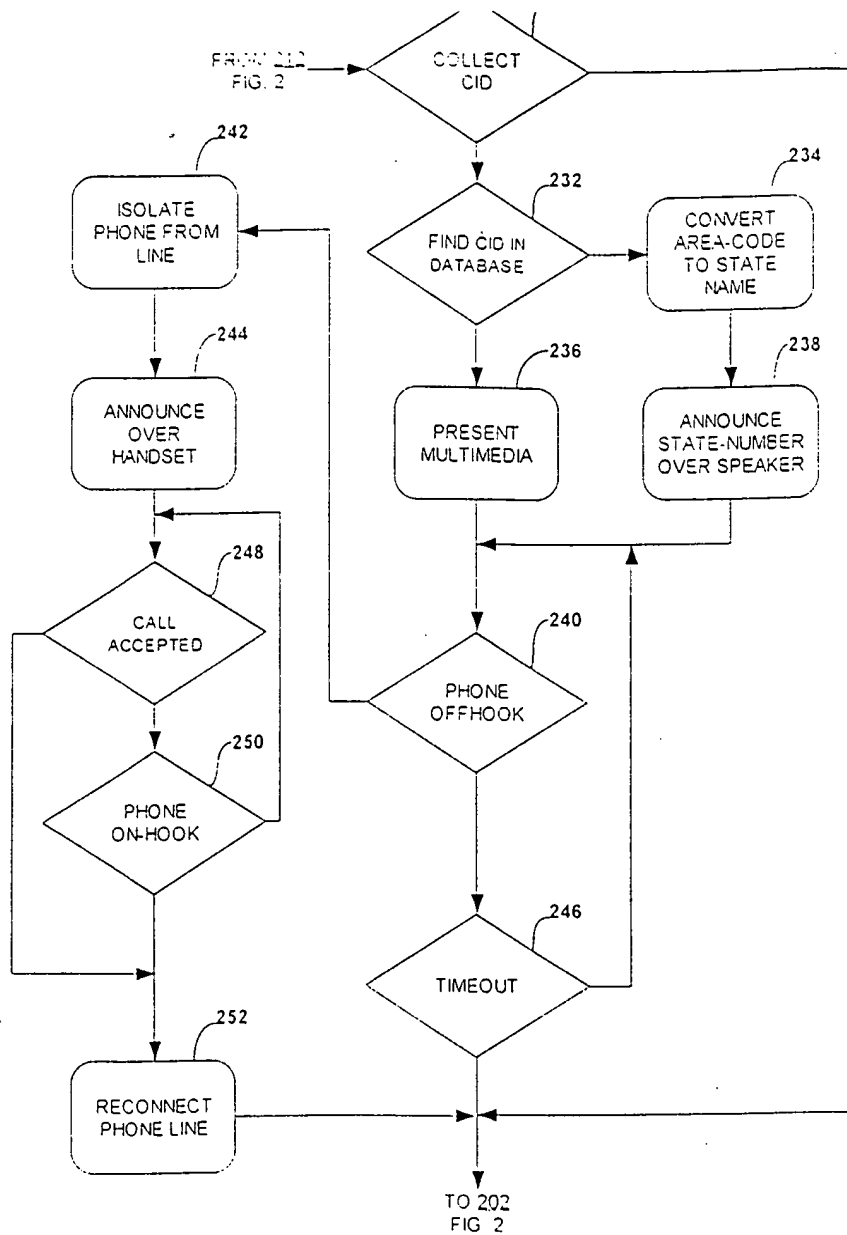 FROM 212
FIG. 2
COLLECT
CID
242
ISOLATE
PHONE FROM
LINE
232
FIND CID IN
DATABASE
234
CONVERT
AREA-CODE
TO STATE
NAME
244
ANNOUNCE
OVER
HANDSET
236
PRESENT
MULTIMEDIA
238
ANNOUNCE
STATE-NUMBER
OVER SPEAKER
248
CALL
ACCEPTED
240
PHONE
OFFHOOK
250
PHONE
ON-HOOK
246
TIMEOUT
252
RECONNECT
PHONE LINE
TO 202
FIG. 2